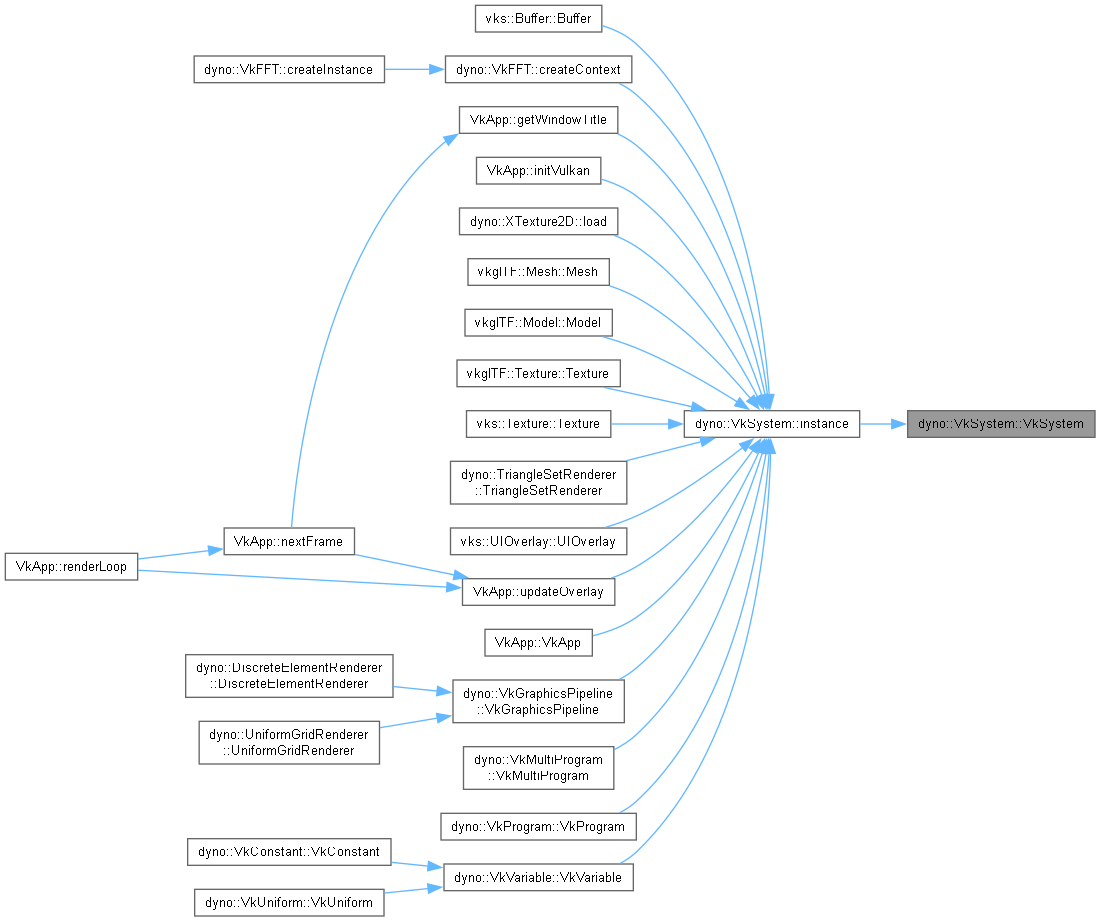 vks::Buffer::Buffer
dyno::VkFFT::createInstance
dyno::VkFFT::createContext
VkApp::getWindowTitle
VkApp::initVulkan
dyno::XTexture2D::load
vkglTF::Mesh::Mesh
vkglTF::Model::Model
vkglTF::Texture::Texture
vks::Texture::Texture
dyno::VkSystem::instance
dyno::VkSystem::VkSystem
dyno::TriangleSetRenderer
::TriangleSetRenderer
vks::UIOverlay::UIOverlay
VkApp::nextFrame
VkApp::renderLoop
VkApp::updateOverlay
VkApp::VkApp
dyno::DiscreteElementRenderer
::DiscreteElementRenderer
dyno::VkGraphicsPipeline
::VkGraphicsPipeline
dyno::UniformGridRenderer
::UniformGridRenderer
dyno::VkMultiProgram
::VkMultiProgram
dyno::VkProgram::VkProgram
dyno::VkConstant::VkConstant
dyno::VkVariable::VkVariable
dyno::VkUniform::VkUniform